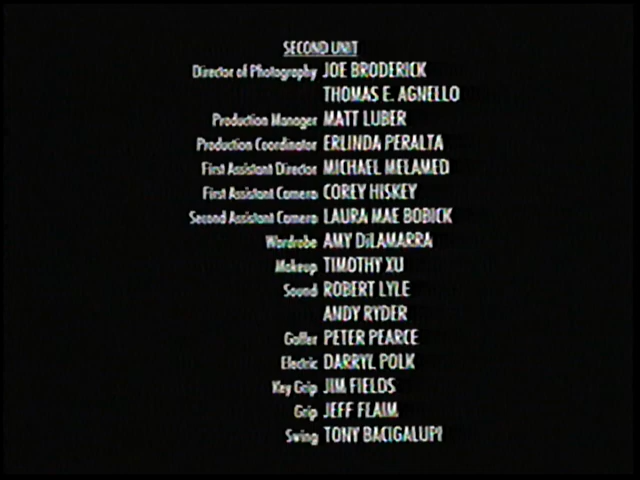 SECOND UNIT
Director of Photography JOE BRODERICK
THOMAS E. AGNELLO
Production Manager MATT LUBER
Production Coordinator ERLINDA PERALTA
First Assistant Director MICHAEL MELAMED
First Assistant Camera COREY HISKEY
Second Assistant Camera LAURA MAE BOBICK
Wardrobe AMY DiLAMARRA
Makeup TIMOTHY XU
Sound ROBERT LYLE
ANDY RYDER
Gaffer PETER PEARCE
Electric DARRYL POLK
Key Grip JIM FIELDS
Grip JEFF FLAIM
Swing TONY BACIGALUPI